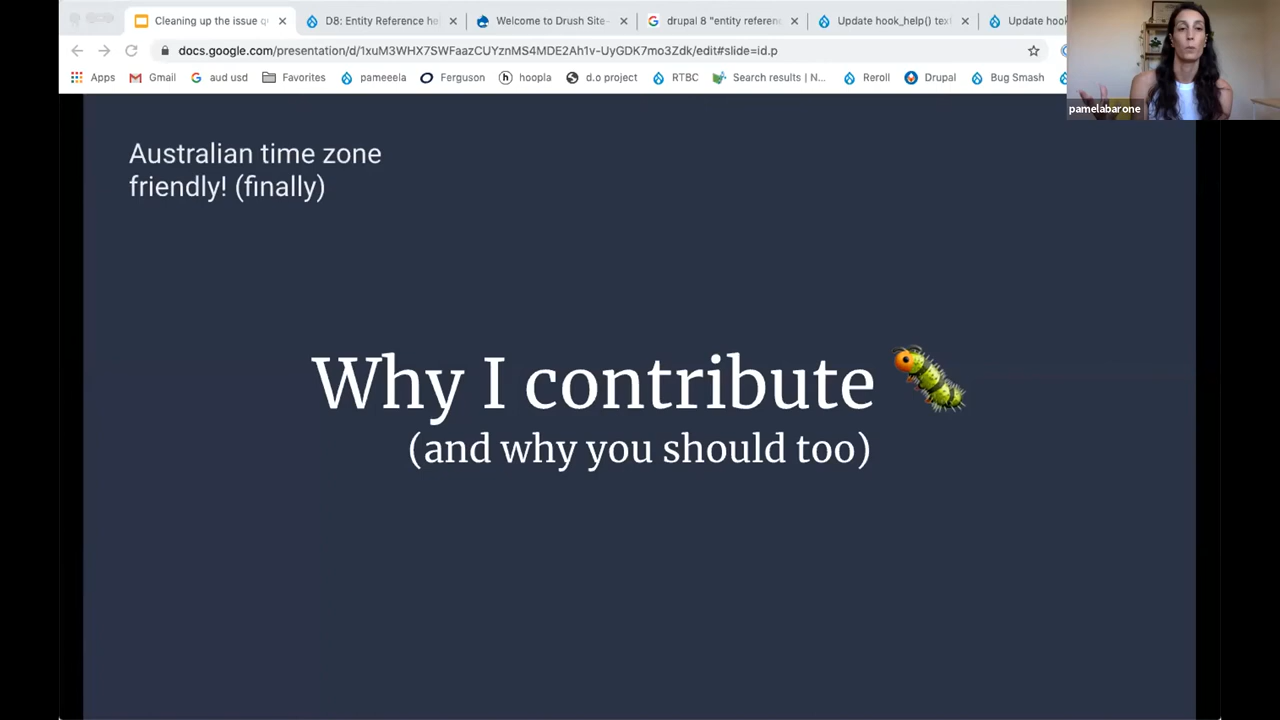 Cleaning up the issue q
D8: Entity Reference he
Welcome to Drush Site-
drupal 8 "entity referen
Update hook_help() text
Update hook
docs.google.com/presentation/d/1xuM3WHX7SWFaazCUYznMS4MDE2Ah1v-UyGDK7mo3Zdk/edit#slide=id.p
Apps
Gmail
aud usd
Favorites
pameeela
Ferguson
hoopla
d.o project
RTBC
Search results | N...
Reroll
Drupal
Bug Smash
pamelabarone
Australian time zone
friendly! (finally)
Why I contribute
(and why you should too)